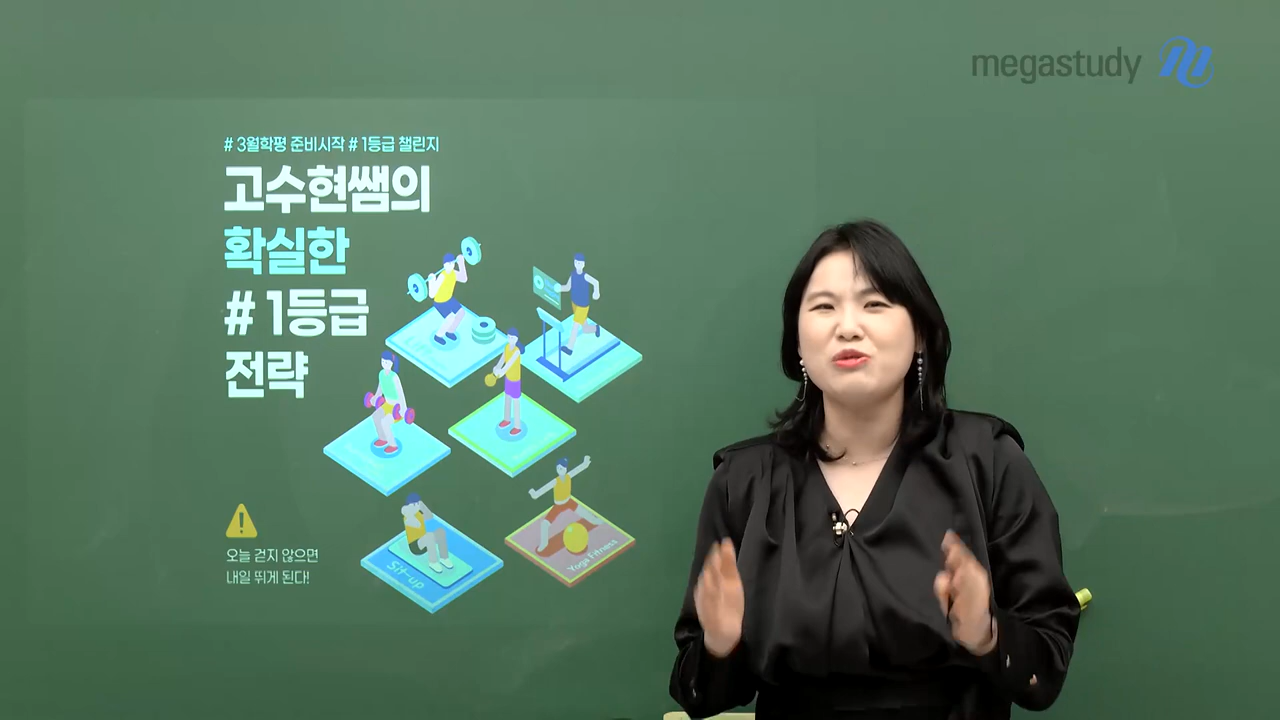 megastudy
# 3월학평 준비시작 # 1등급 챌린지
고수현쌤의
확실한
# 1등급
전략
오늘 걷지 않으면
내일 뛰게 된다!
Sit-up
Yoga Fitness